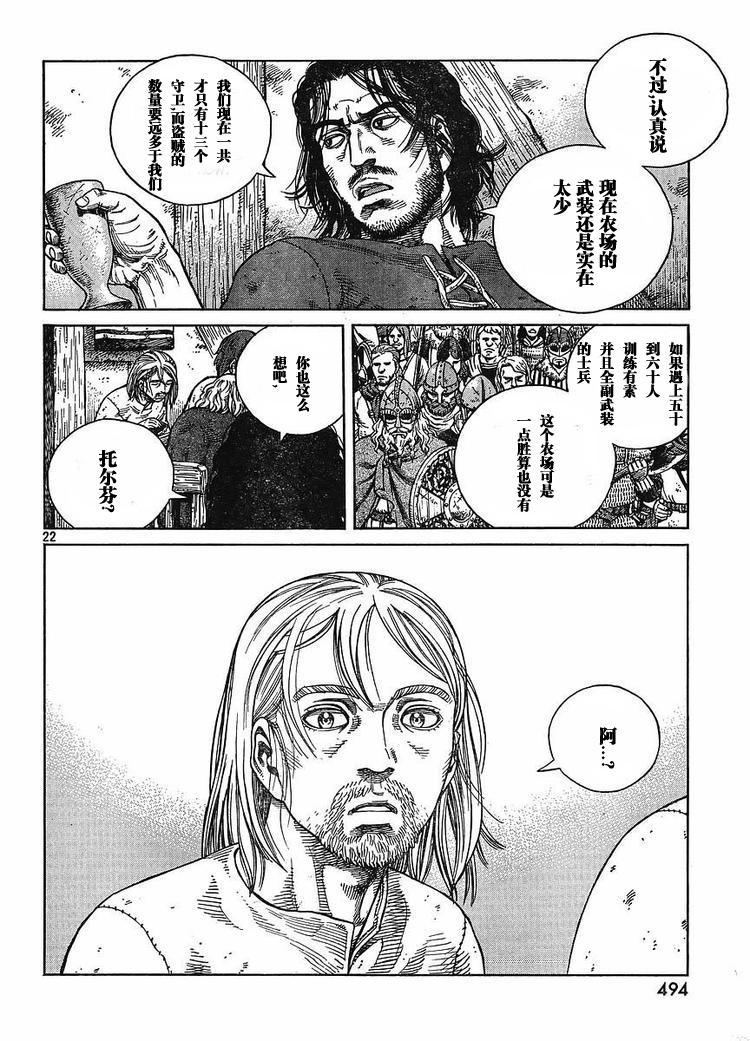 不过,认真说
现在农场的
武装还是实在
太少
我们现在一共
才只有十三个
守卫,而盗贼的
数量要远多于我们
如果遇上五十
到六十人
训练有素
并且全副武装
的士兵
这个农场可是
一点胜算也没有
你也这么
想吧,
托尔芬?
22
阿
…?
494